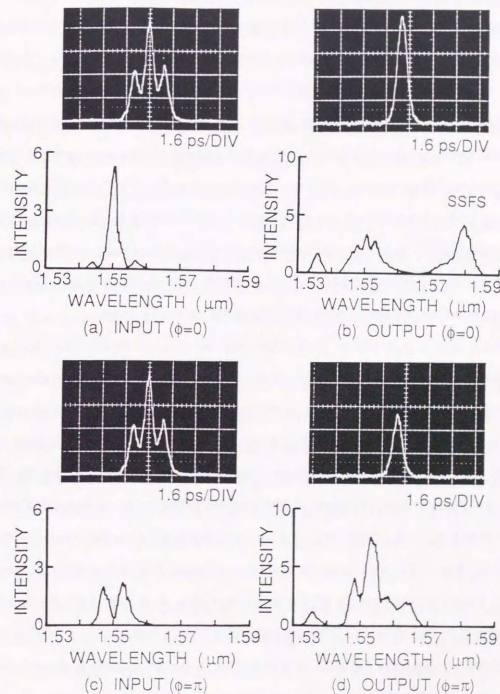 1.6 ps/DIV
1.6 ps/DIV
INTENSITY
6
3
0
1.53
1.55
1.57
1.59
WAVELENGTH (μm)
(a) INPUT (ϕ=0)
INTENSITY
10
5
0
SSFS
1.53
1.55
1.57
1.59
WAVELENGTH (μm)
(b) OUTPUT (ϕ=0)
1.6 ps/DIV
1.6 ps/DIV
INTENSITY
6
3
0
1.53
1.55
1.57
1.59
WAVELENGTH (μm)
(c) INPUT (ϕ=π)
INTENSITY
10
5
0
1.53
1.55
1.57
1.59
WAVELENGTH (μm)
(d) OUTPUT (ϕ=π)